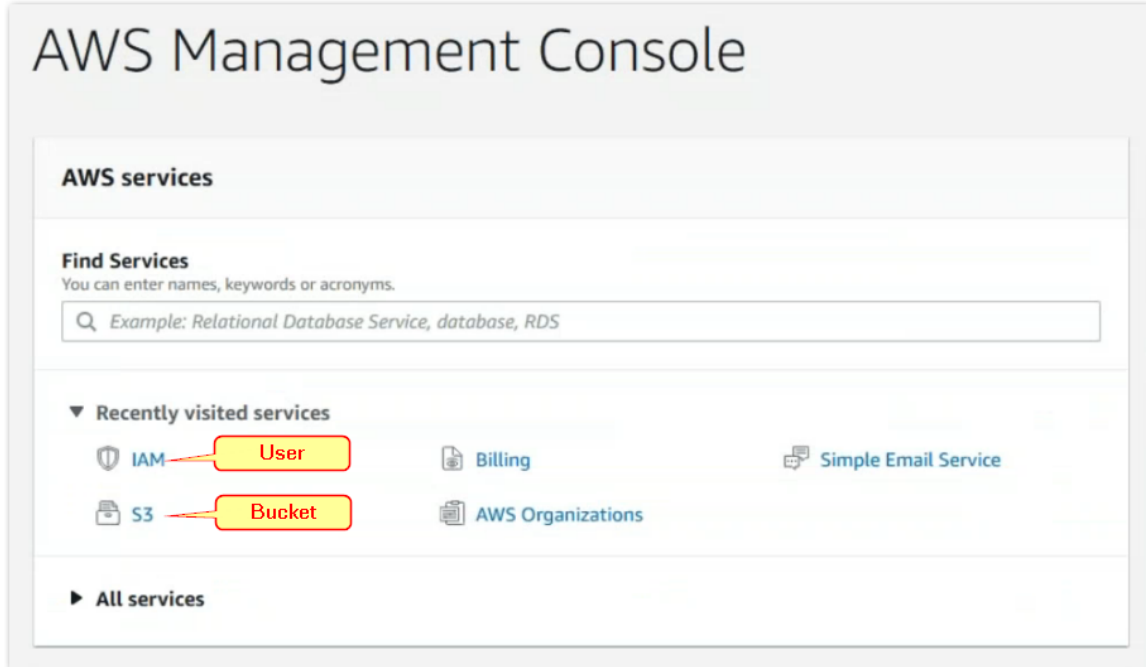 AWS Management Console
AWS services
Find Services
You can enter names, keywords or acronyms.
Example: Relational Database Service, database, RDS
Recently visited services
IAM User Billing Simple Email Service
S3 Bucket AWS Organizations
All services